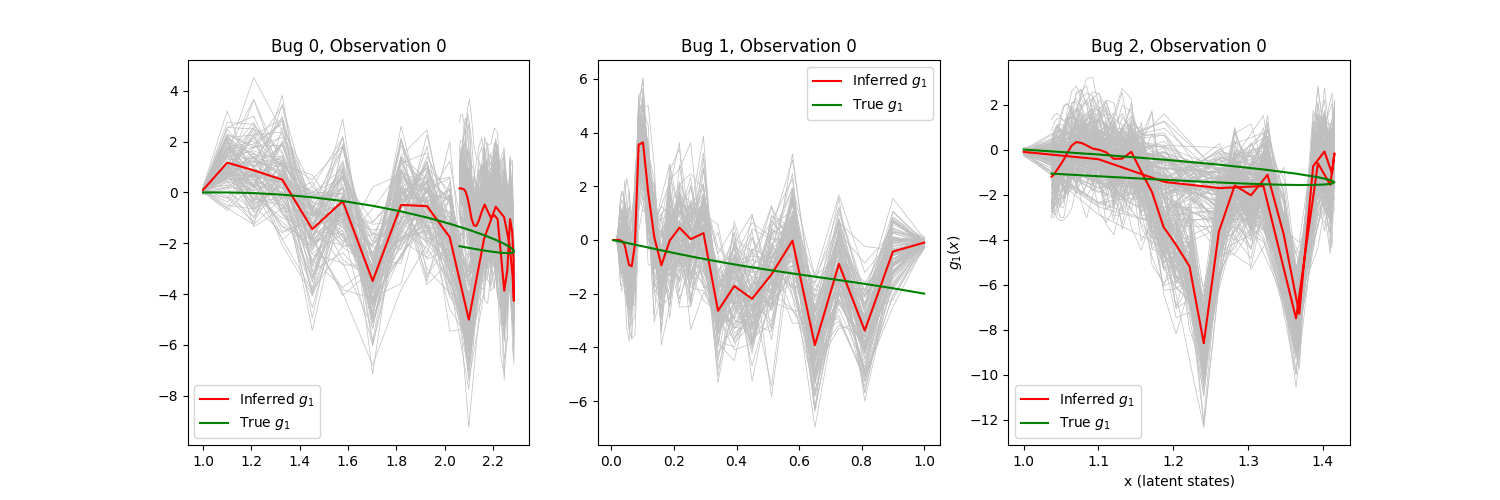 Bug 0, Observation 0
4
2
0
−2
−4
−6
−8
1.0 1.2 1.4 1.6 1.8 2.0 2.2
Inferred g₁
True g₁
Bug 1, Observation 0
6
4
2
0
−2
−4
−6
0.0 0.2 0.4 0.6 0.8 1.0
Inferred g₁
True g₁
Bug 2, Observation 0
g₁(x)
2
0
−2
−4
−6
−8
−10
−12
1.0 1.1 1.2 1.3 1.4
x (latent states)
Inferred g₁
True g₁